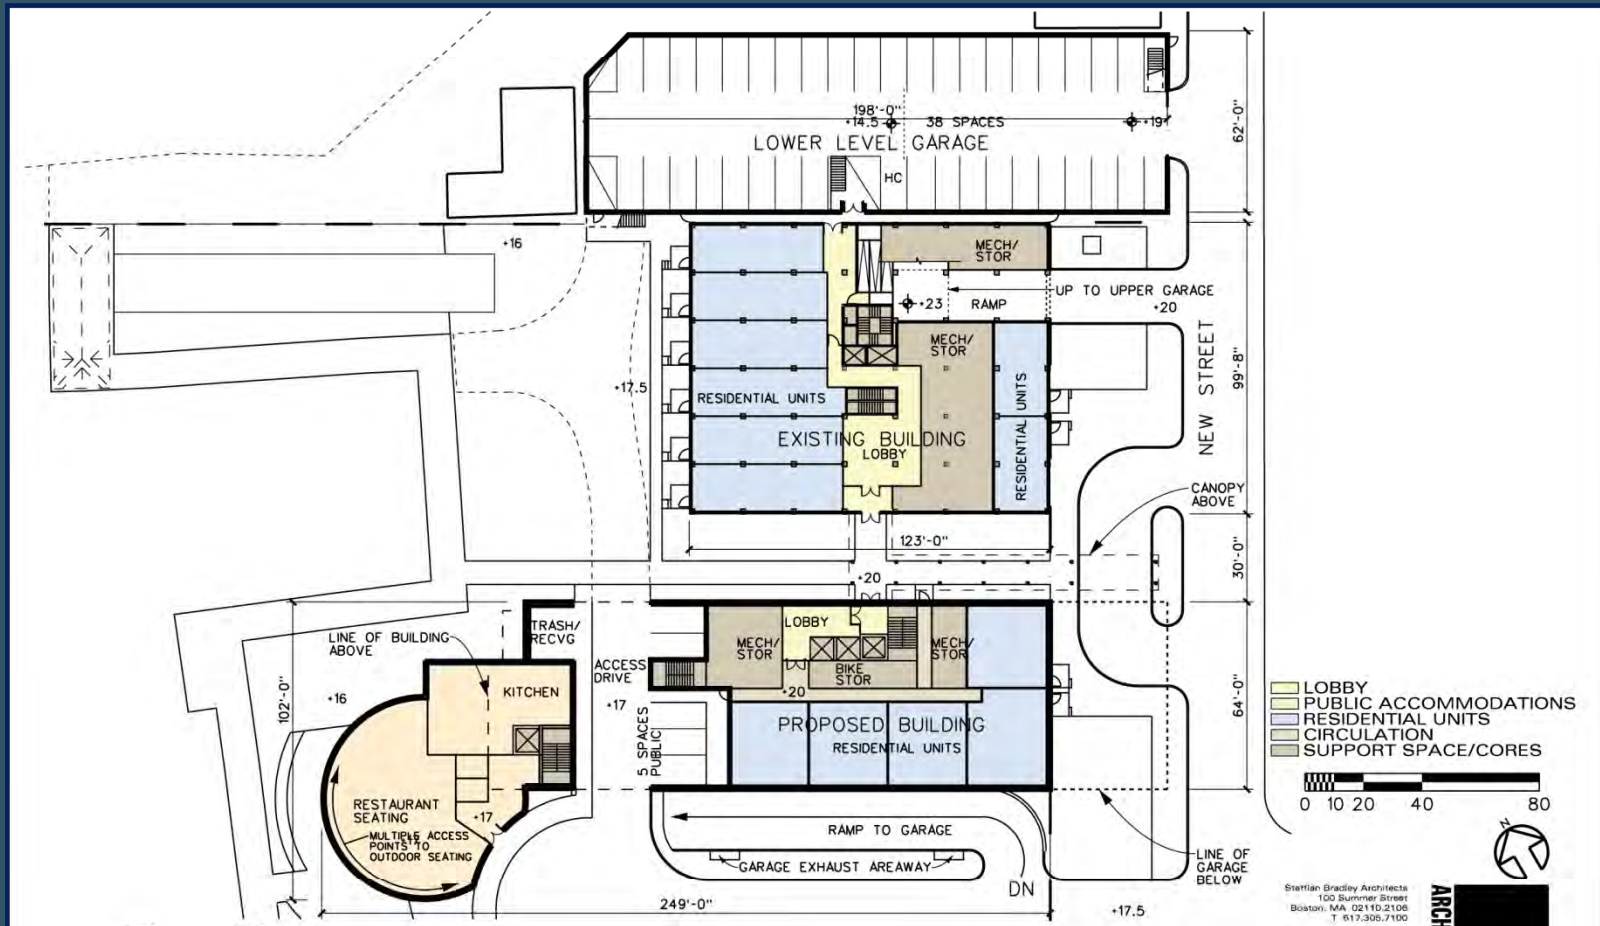 198'-0"
+14.5
38 SPACES
+19
LOWER LEVEL GARAGE
HC
62'-0"
+16
MECH/
STOR
UP TO UPPER GARAGE
+23
RAMP
+20
MECH/
STOR
NEW STREET
99'-8"
+17.5
RESIDENTIAL UNITS
RESIDENTIAL UNITS
EXISTING BUILDING
LOBBY
CANOPY
ABOVE
123'-0"
30'-0"
+20
TRASH/
RECVG
LOBBY
LINE OF BUILDING
ABOVE
MECH/
STOR
MECH/
STOR
ACCESS
DRIVE
BIKE
STOR
KITCHEN
+20
102'-0"
+16
+17
64'-0"
5 SPACES
PUBLIC
PROPOSED BUILDING
RESIDENTIAL UNITS
LOBBY
PUBLIC ACCOMMODATIONS
RESIDENTIAL UNITS
CIRCULATION
SUPPORT SPACE/CORES
0 10 20 40 80
RESTAURANT
SEATING
+17
MULTIPLE ACCESS
POINTS TO
OUTDOOR SEATING
RAMP TO GARAGE
GARAGE EXHAUST AREAWAY
LINE OF
GARAGE
BELOW
DN
N
249'-0"
+17.5
Steffian Bradley Architects
100 Summer Street
Boston, MA 02110.2106
T 617.305.7100
ARCH